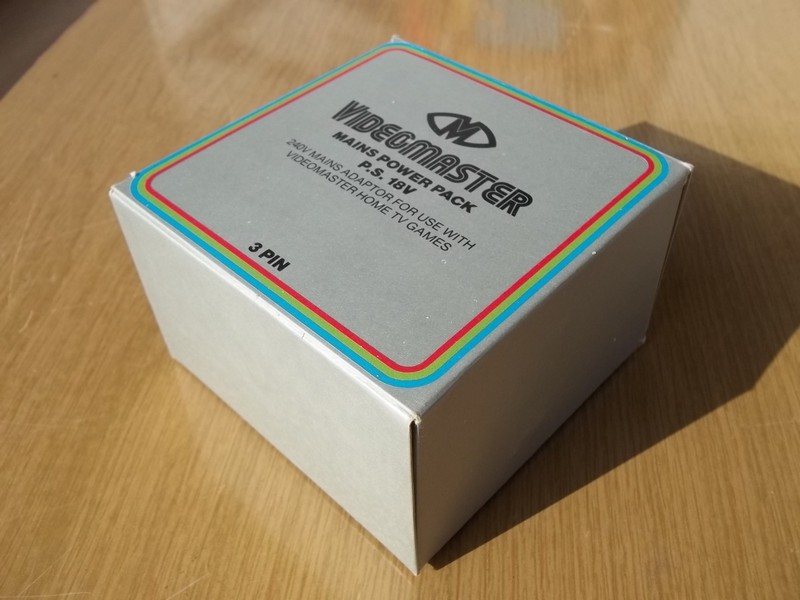 M
VIDEOMASTER
MAINS POWER PACK
P.S. 18V
240V MAINS ADAPTOR FOR USE WITH
VIDEOMASTER HOME TV GAMES
3 PIN